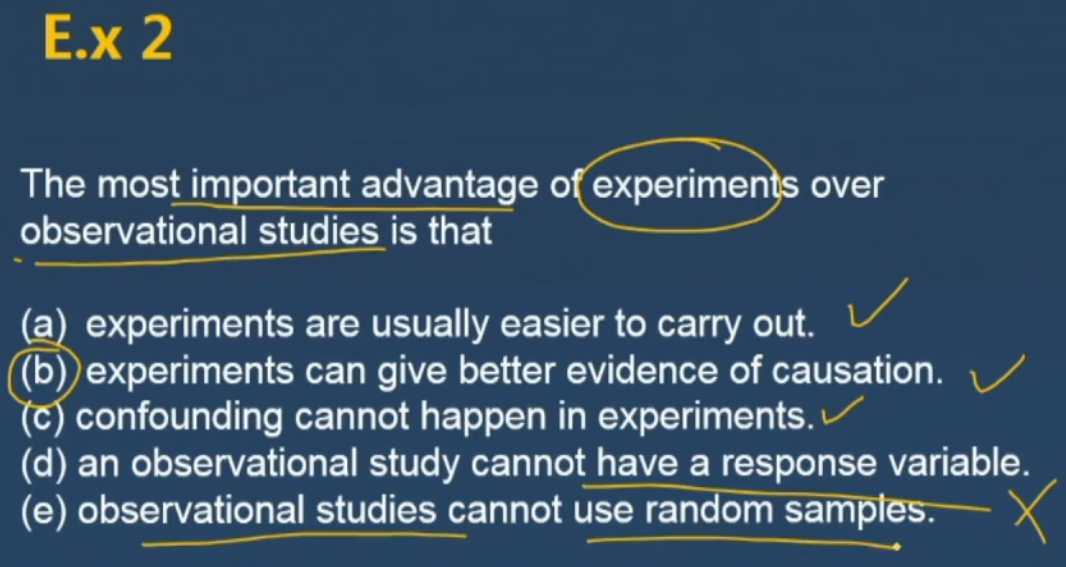 E.x 2
The most important advantage of experiments over
observational studies is that
(a) experiments are usually easier to carry out.
(b) experiments can give better evidence of causation.
(c) confounding cannot happen in experiments.
(d) an observational study cannot have a response variable.
(e) observational studies cannot use random samples.